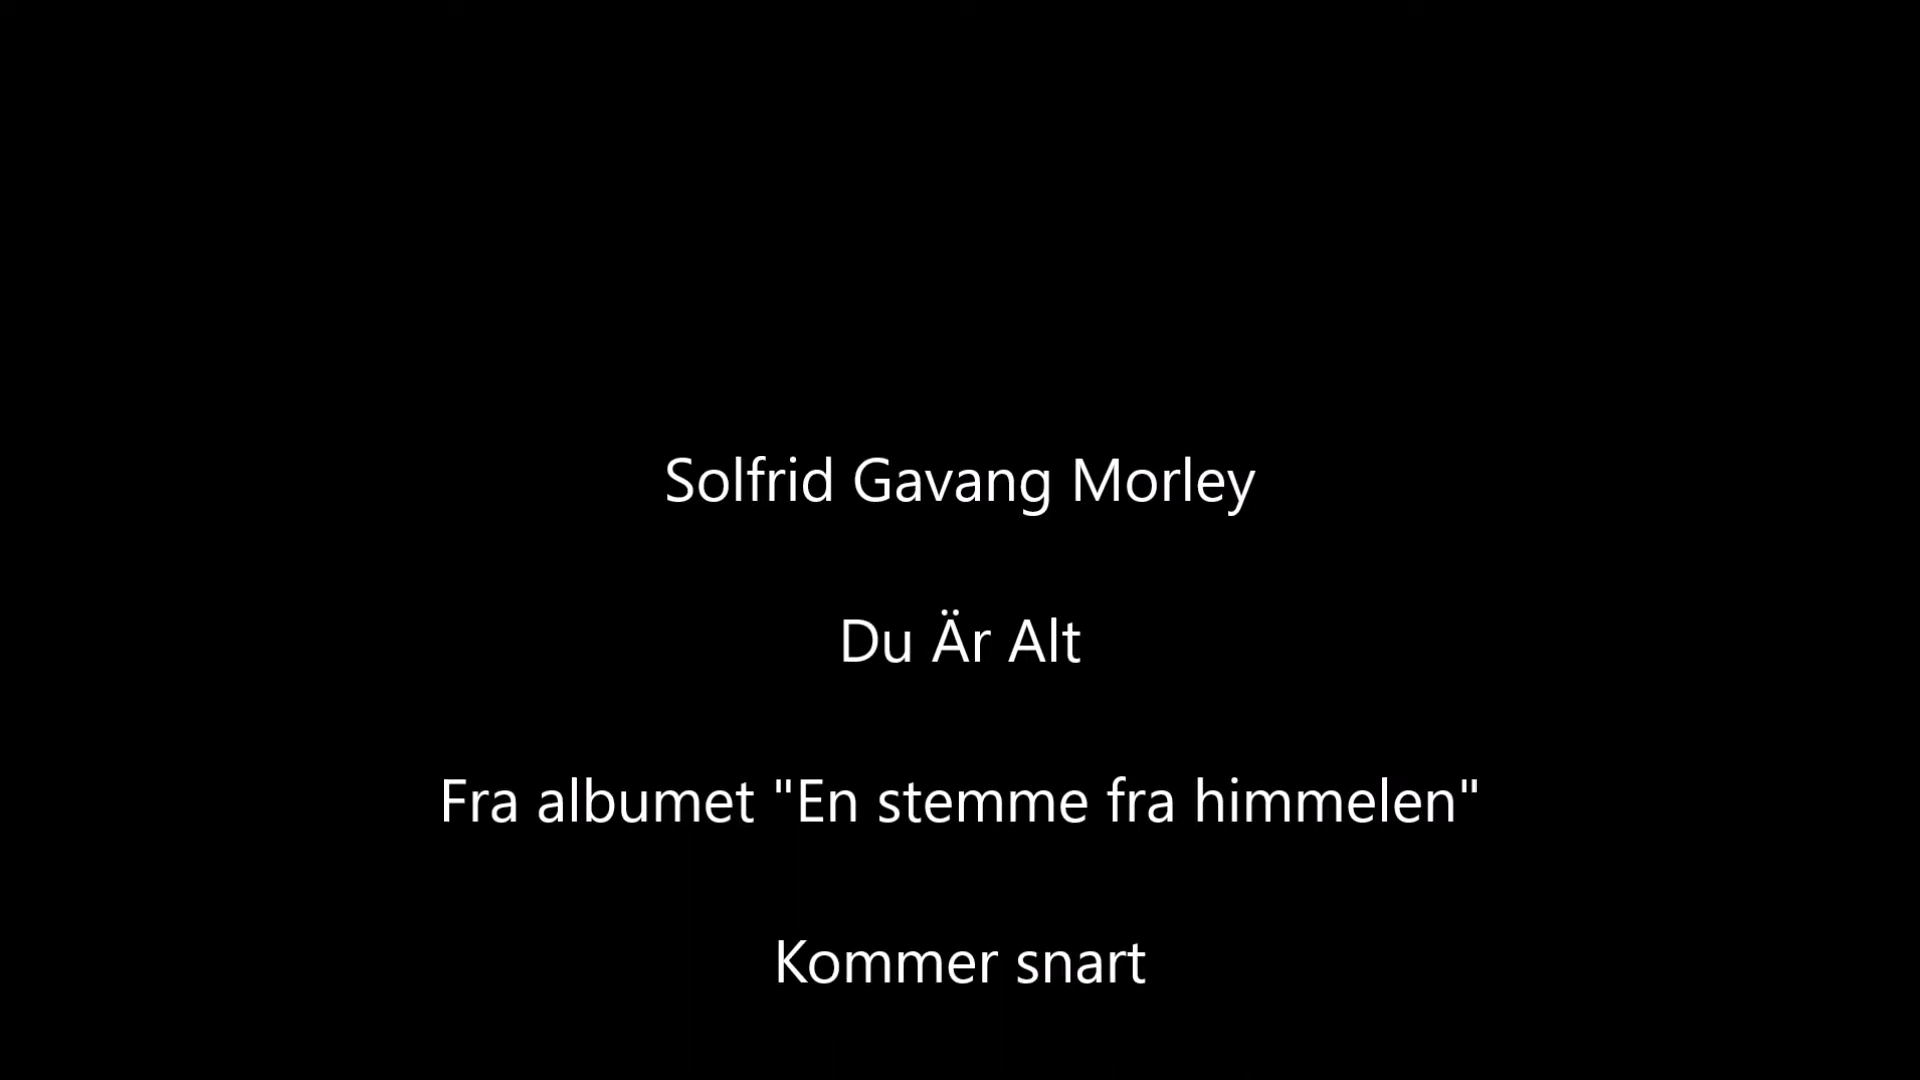 Solfrid Gavang Morley
Du Är Alt
Fra albumet "En stemme fra himmelen"
Kommer snart